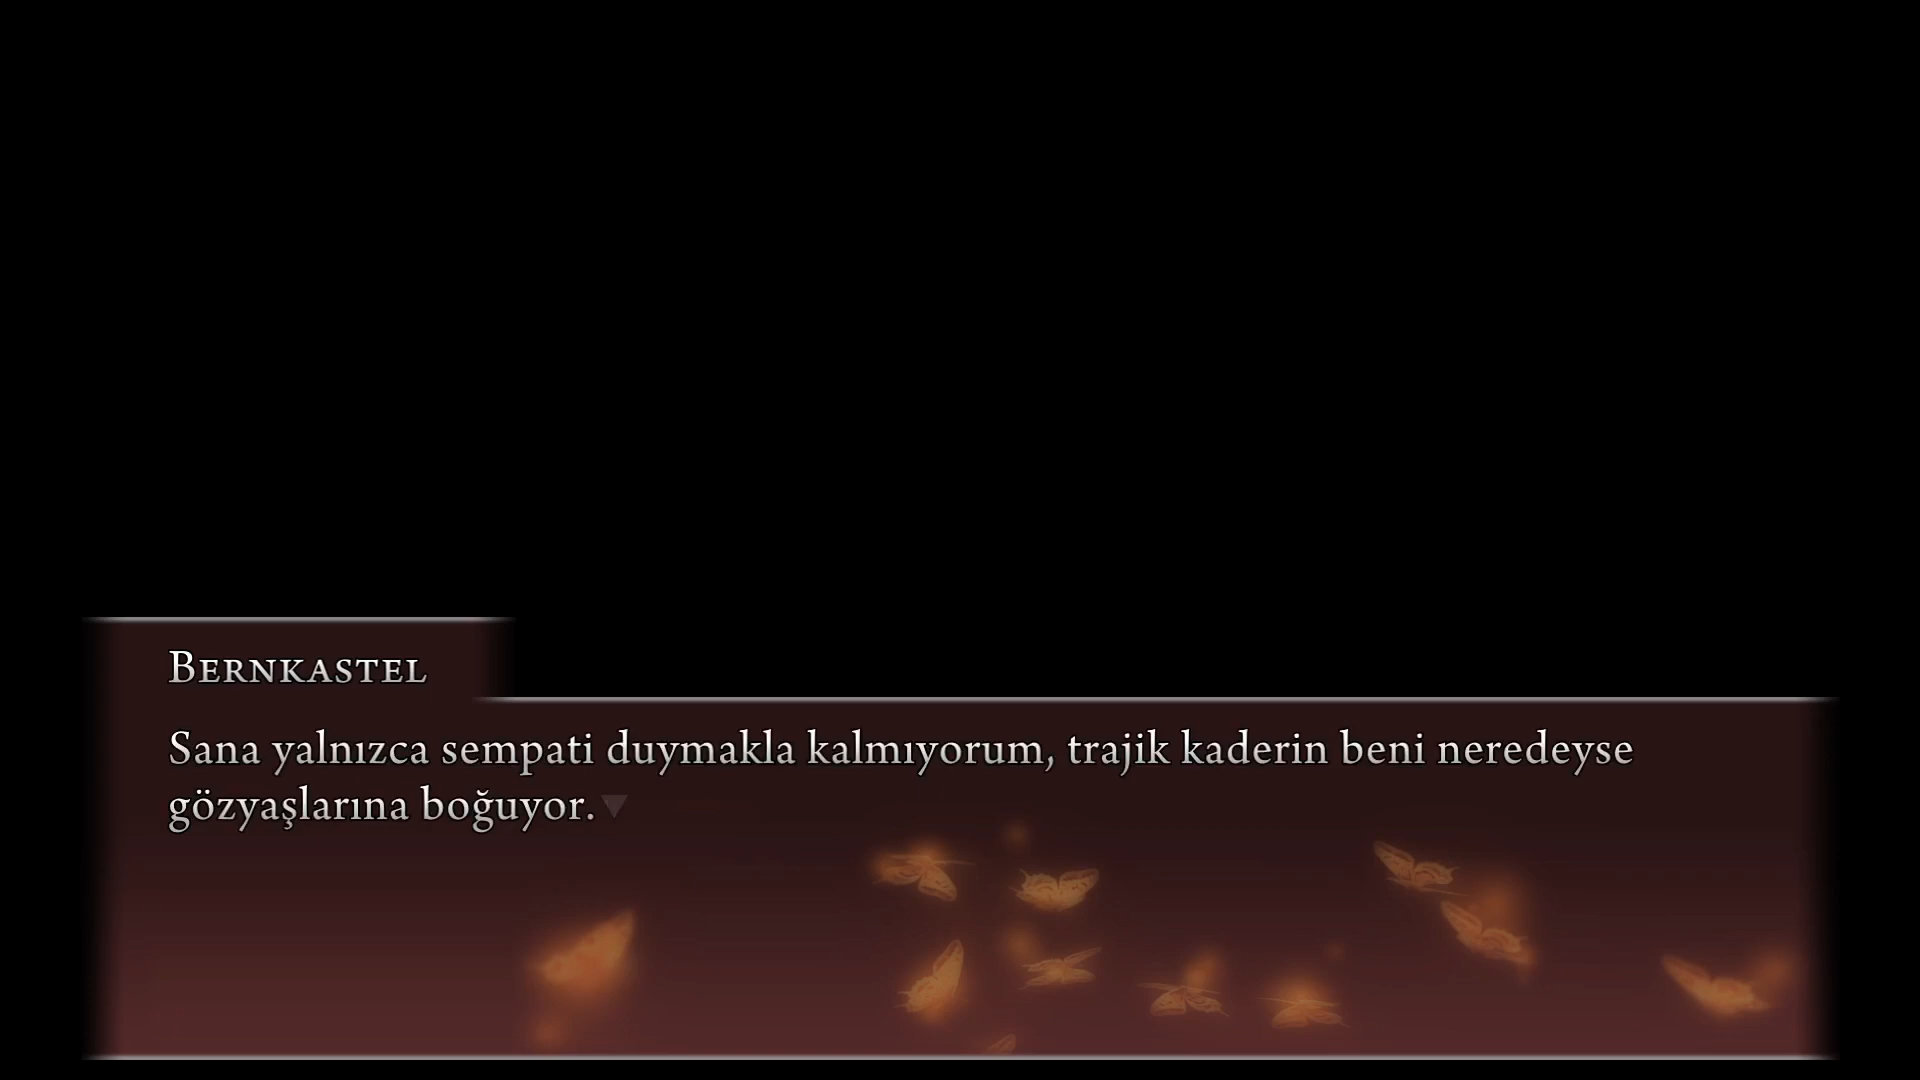 Bernkastel
Sana yalnızca sempati duymakla kalmıyorum, trajik kaderin beni neredeyse
gözyaşlarına boğuyor.